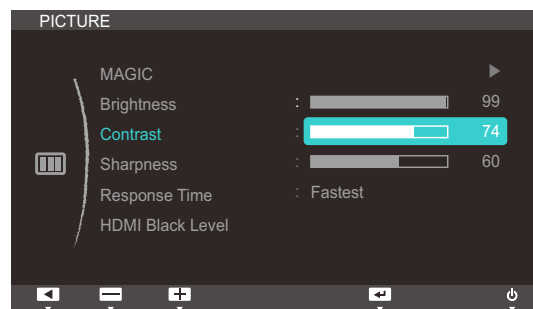 PICTURE
MAGIC
Brightness : 99
Contrast : 74
Sharpness : 60
Response Time : Fastest
HDMI Black Level